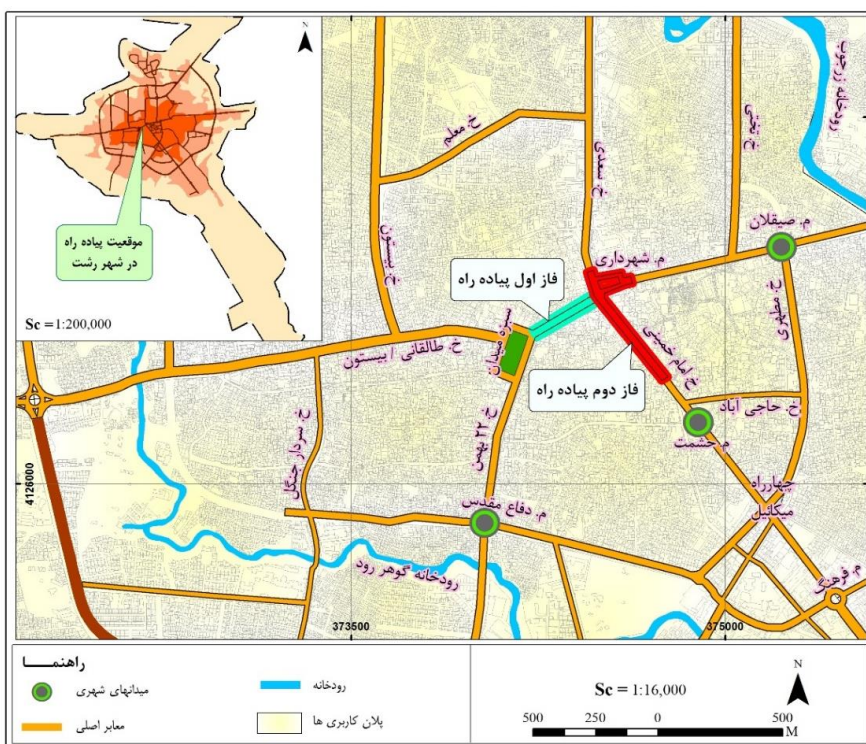 N
موقعیت پیاده راه
در شهر رشت
Sc =1:200,000
رودخانه زرجوب
خ. معلم
خ. سعدی
خ. تختی
م. صیقلان
م. شهرداری
فاز اول پیاده راه
خ. بیستون
سبزه میدان
خ. طالقانی / بیستون
خ. مطهری
خ امام خمینی
فاز دوم پیاده راه
خ. حاجی آباد
م. حشمت
خ. ۲۲ بهمن
خ. سردار جنگل
4126000
چهارراه
میکائیل
م. دفاع مقدس
رودخانه گوهر رود
م. فرهنگ
373500
375000
راهنمـــا
میدانهای شهری
رودخانه
معابر اصلی
پلان کاربری ها
Sc = 1:16,000
N
500 250 0 500
M